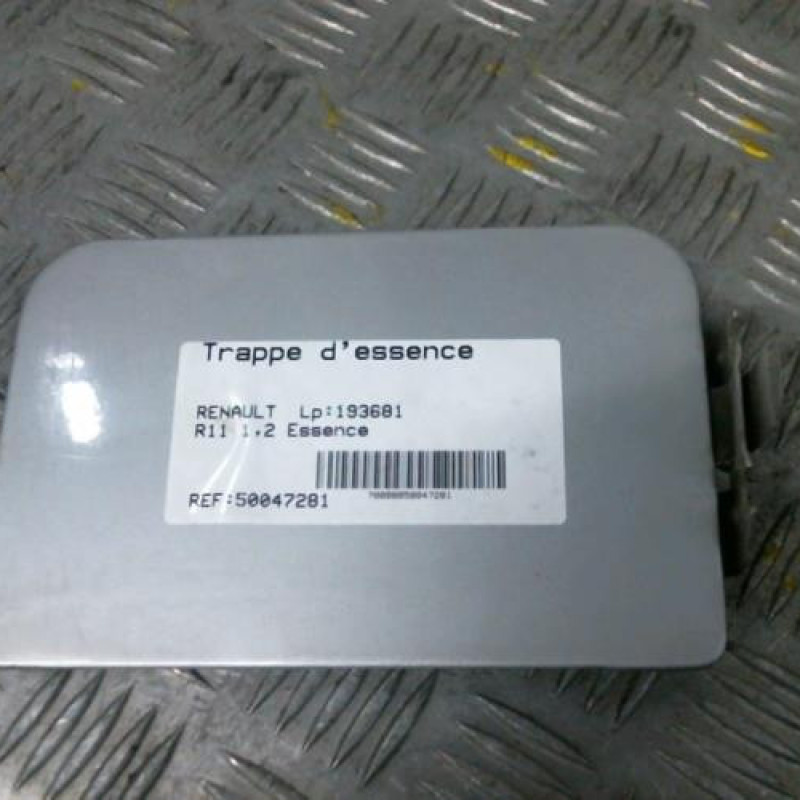 Trappe d'essence
RENAULT Lp:193681
R11 1.2 Essence
REF:50047281